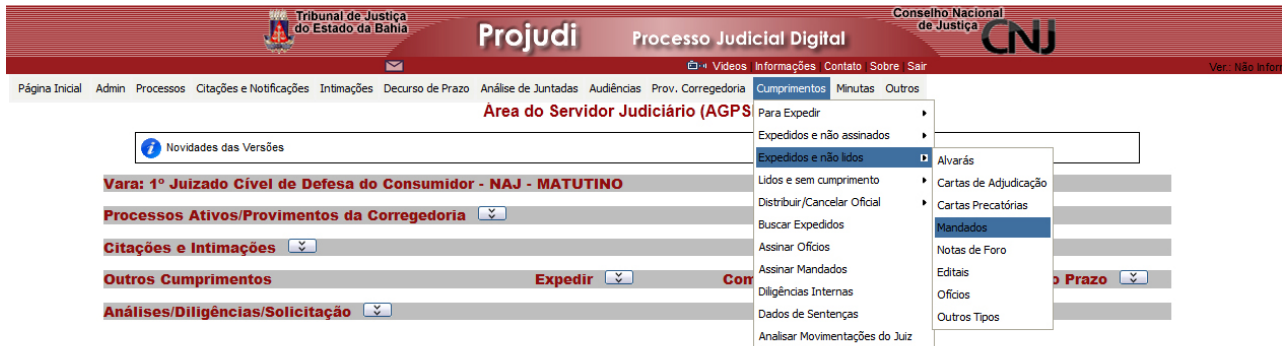 Tribunal de Justiça
do Estado da Bahia
Projudi
Processo Judicial Digital
Conselho Nacional
de Justiça
CNJ
Videos | Informações | Contato | Sobre | Sair
Ver.: Não Infor
Página Inicial Admin Processos Citações e Notificações Intimações Decurso de Prazo Análise de Juntadas Audiências Prov. Corregedoria Cumprimentos Minutas Outros
Área do Servidor Judiciário (AGPS
Novidades das Versões
Vara: 1º Juizado Cível de Defesa do Consumidor - NAJ - MATUTINO
Processos Ativos/Provimentos da Corregedoria
Citações e Intimações
Outros Cumprimentos Expedir Com o Prazo
Análises/Diligências/Solicitação
Para Expedir
Expedidos e não assinados
Expedidos e não lidos
Lidos e sem cumprimento
Distribuir/Cancelar Oficial
Buscar Expedidos
Assinar Ofícios
Assinar Mandados
Diligências Internas
Dados de Sentenças
Analisar Movimentações do Juiz
Alvarás
Cartas de Adjudicação
Cartas Precatórias
Mandados
Notas de Foro
Editais
Ofícios
Outros Tipos